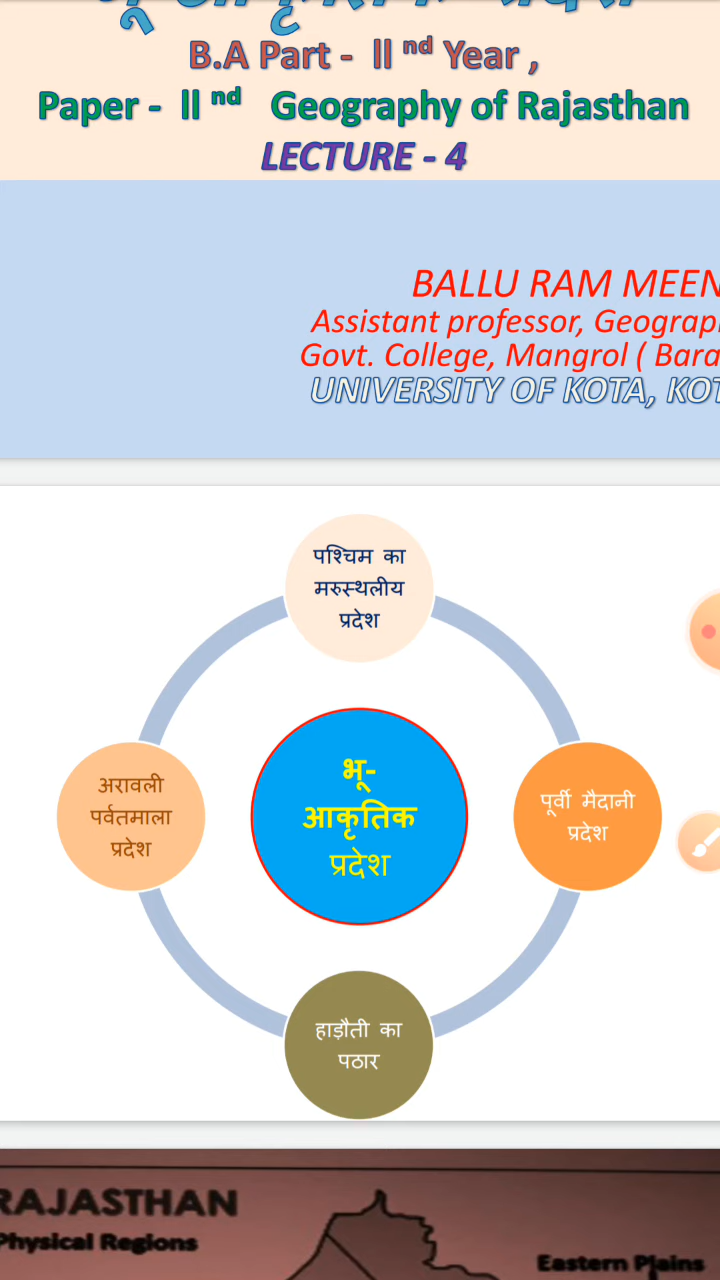 B.A Part - ll nd Year ,
Paper - ll nd Geography of Rajasthan
LECTURE - 4
BALLU RAM MEEN
Assistant professor, Geograp
Govt. College, Mangrol ( Bara
UNIVERSITY OF KOTA, KOT
पश्चिम का
मरुस्थलीय
प्रदेश
अरावली
पर्वतमाला
प्रदेश
भू-
आकृतिक
प्रदेश
पूर्वी मैदानी
प्रदेश
हाड़ौती का
पठार
RAJASTHAN
Physical Regions
Eastern Plains